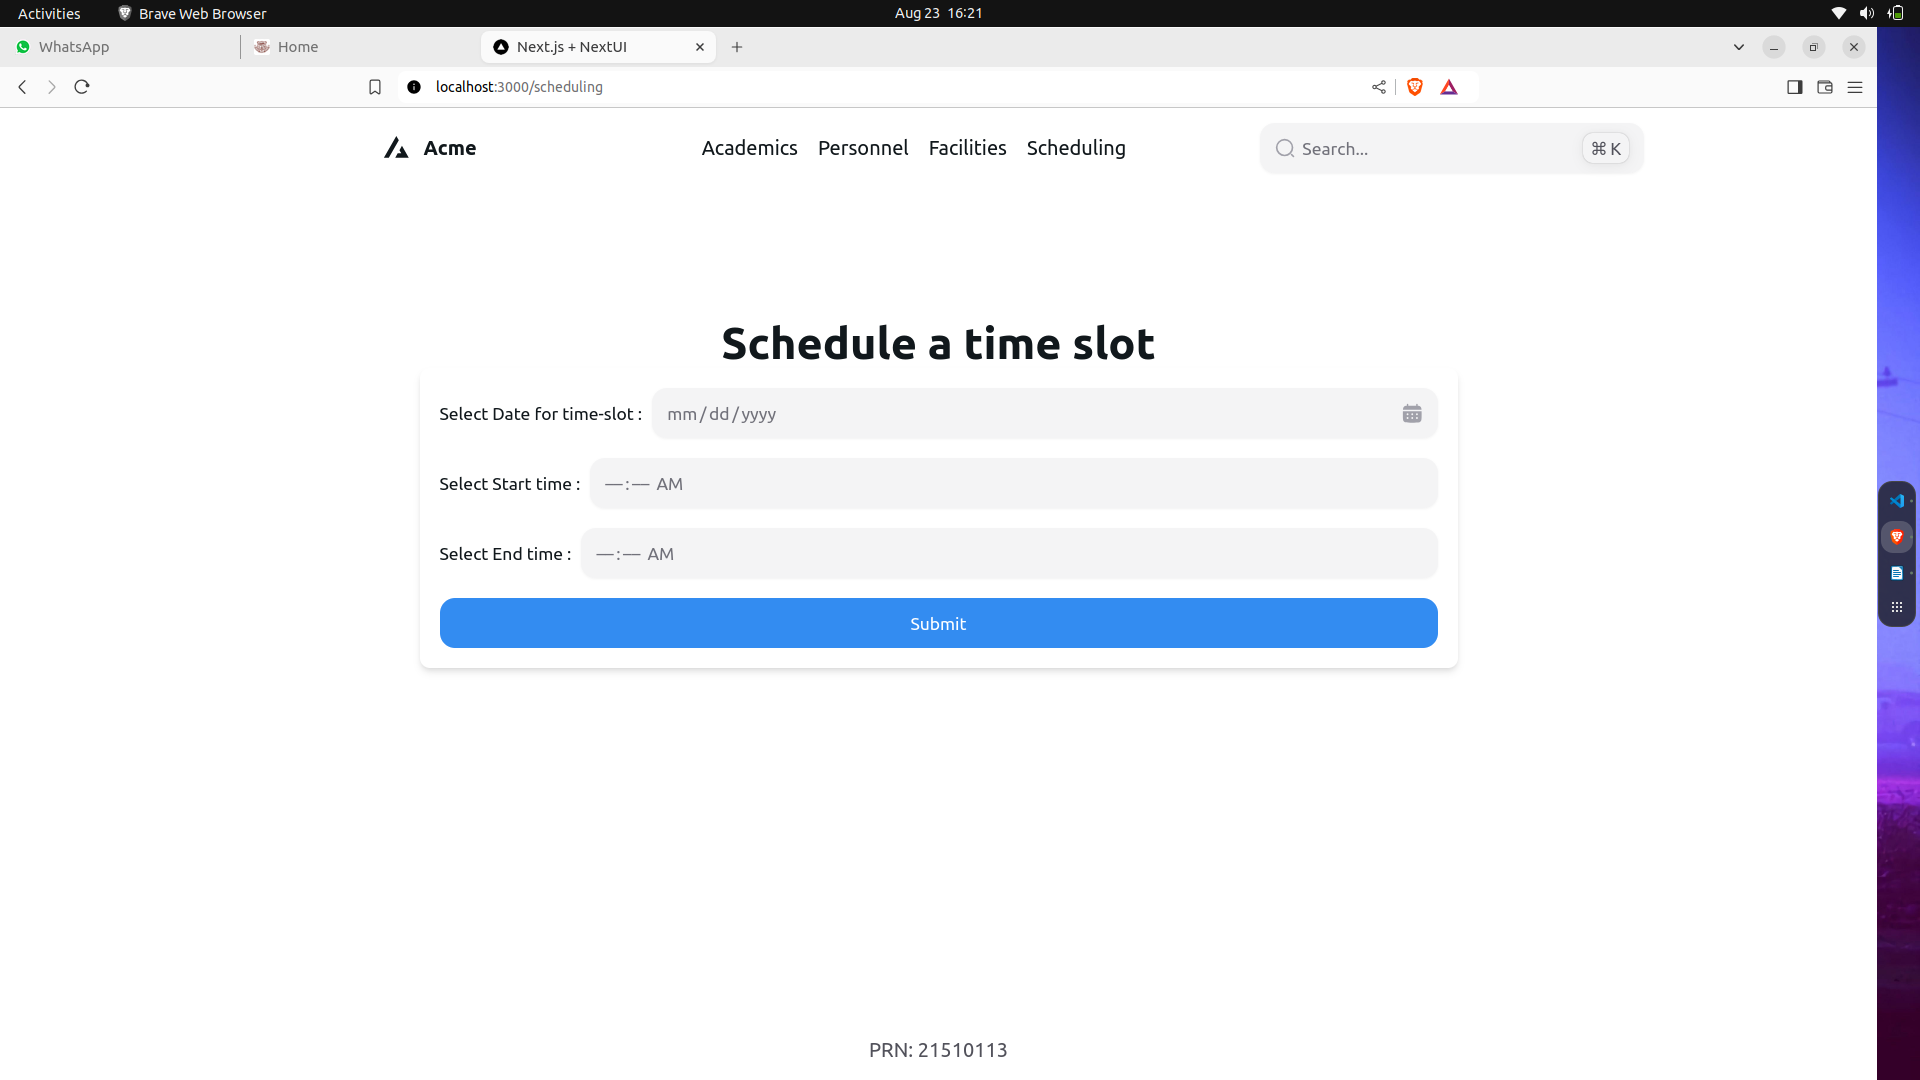 Activities Brave Web Browser Aug 23 16:21
WhatsApp Home Next.js + NextUI
localhost:3000/scheduling
Acme Academics Personnel Facilities Scheduling Search... ⌘ K
Schedule a time slot
Select Date for time-slot : mm/dd/yyyy
Select Start time : ––:–– AM
Select End time : ––:–– AM
Submit
PRN: 21510113